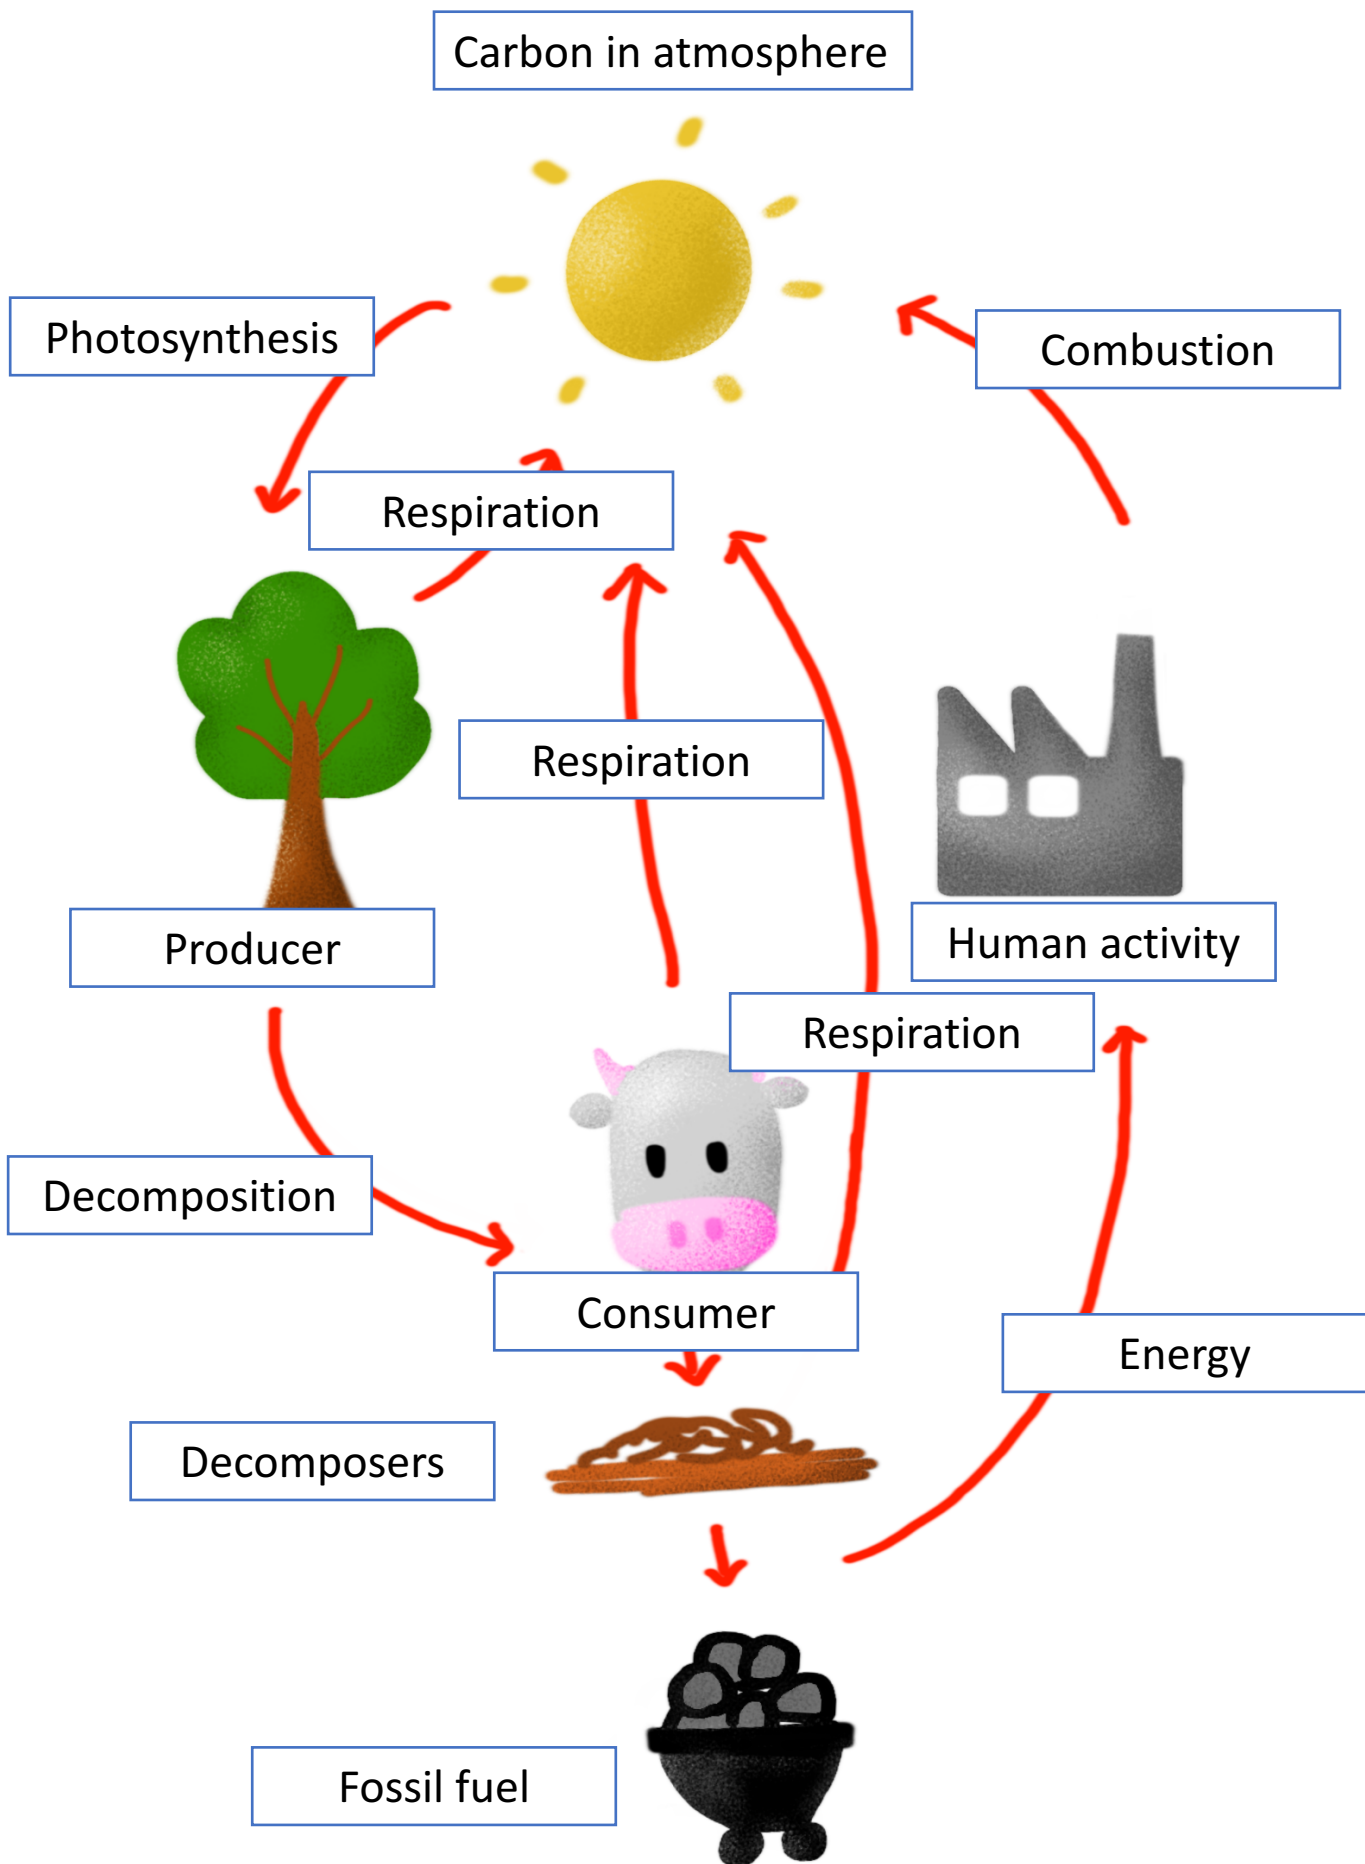 Carbon in atmosphere
Photosynthesis
Combustion
Respiration
Respiration
Producer
Human activity
Respiration
Decomposition
Consumer
Energy
Decomposers
Fossil fuel